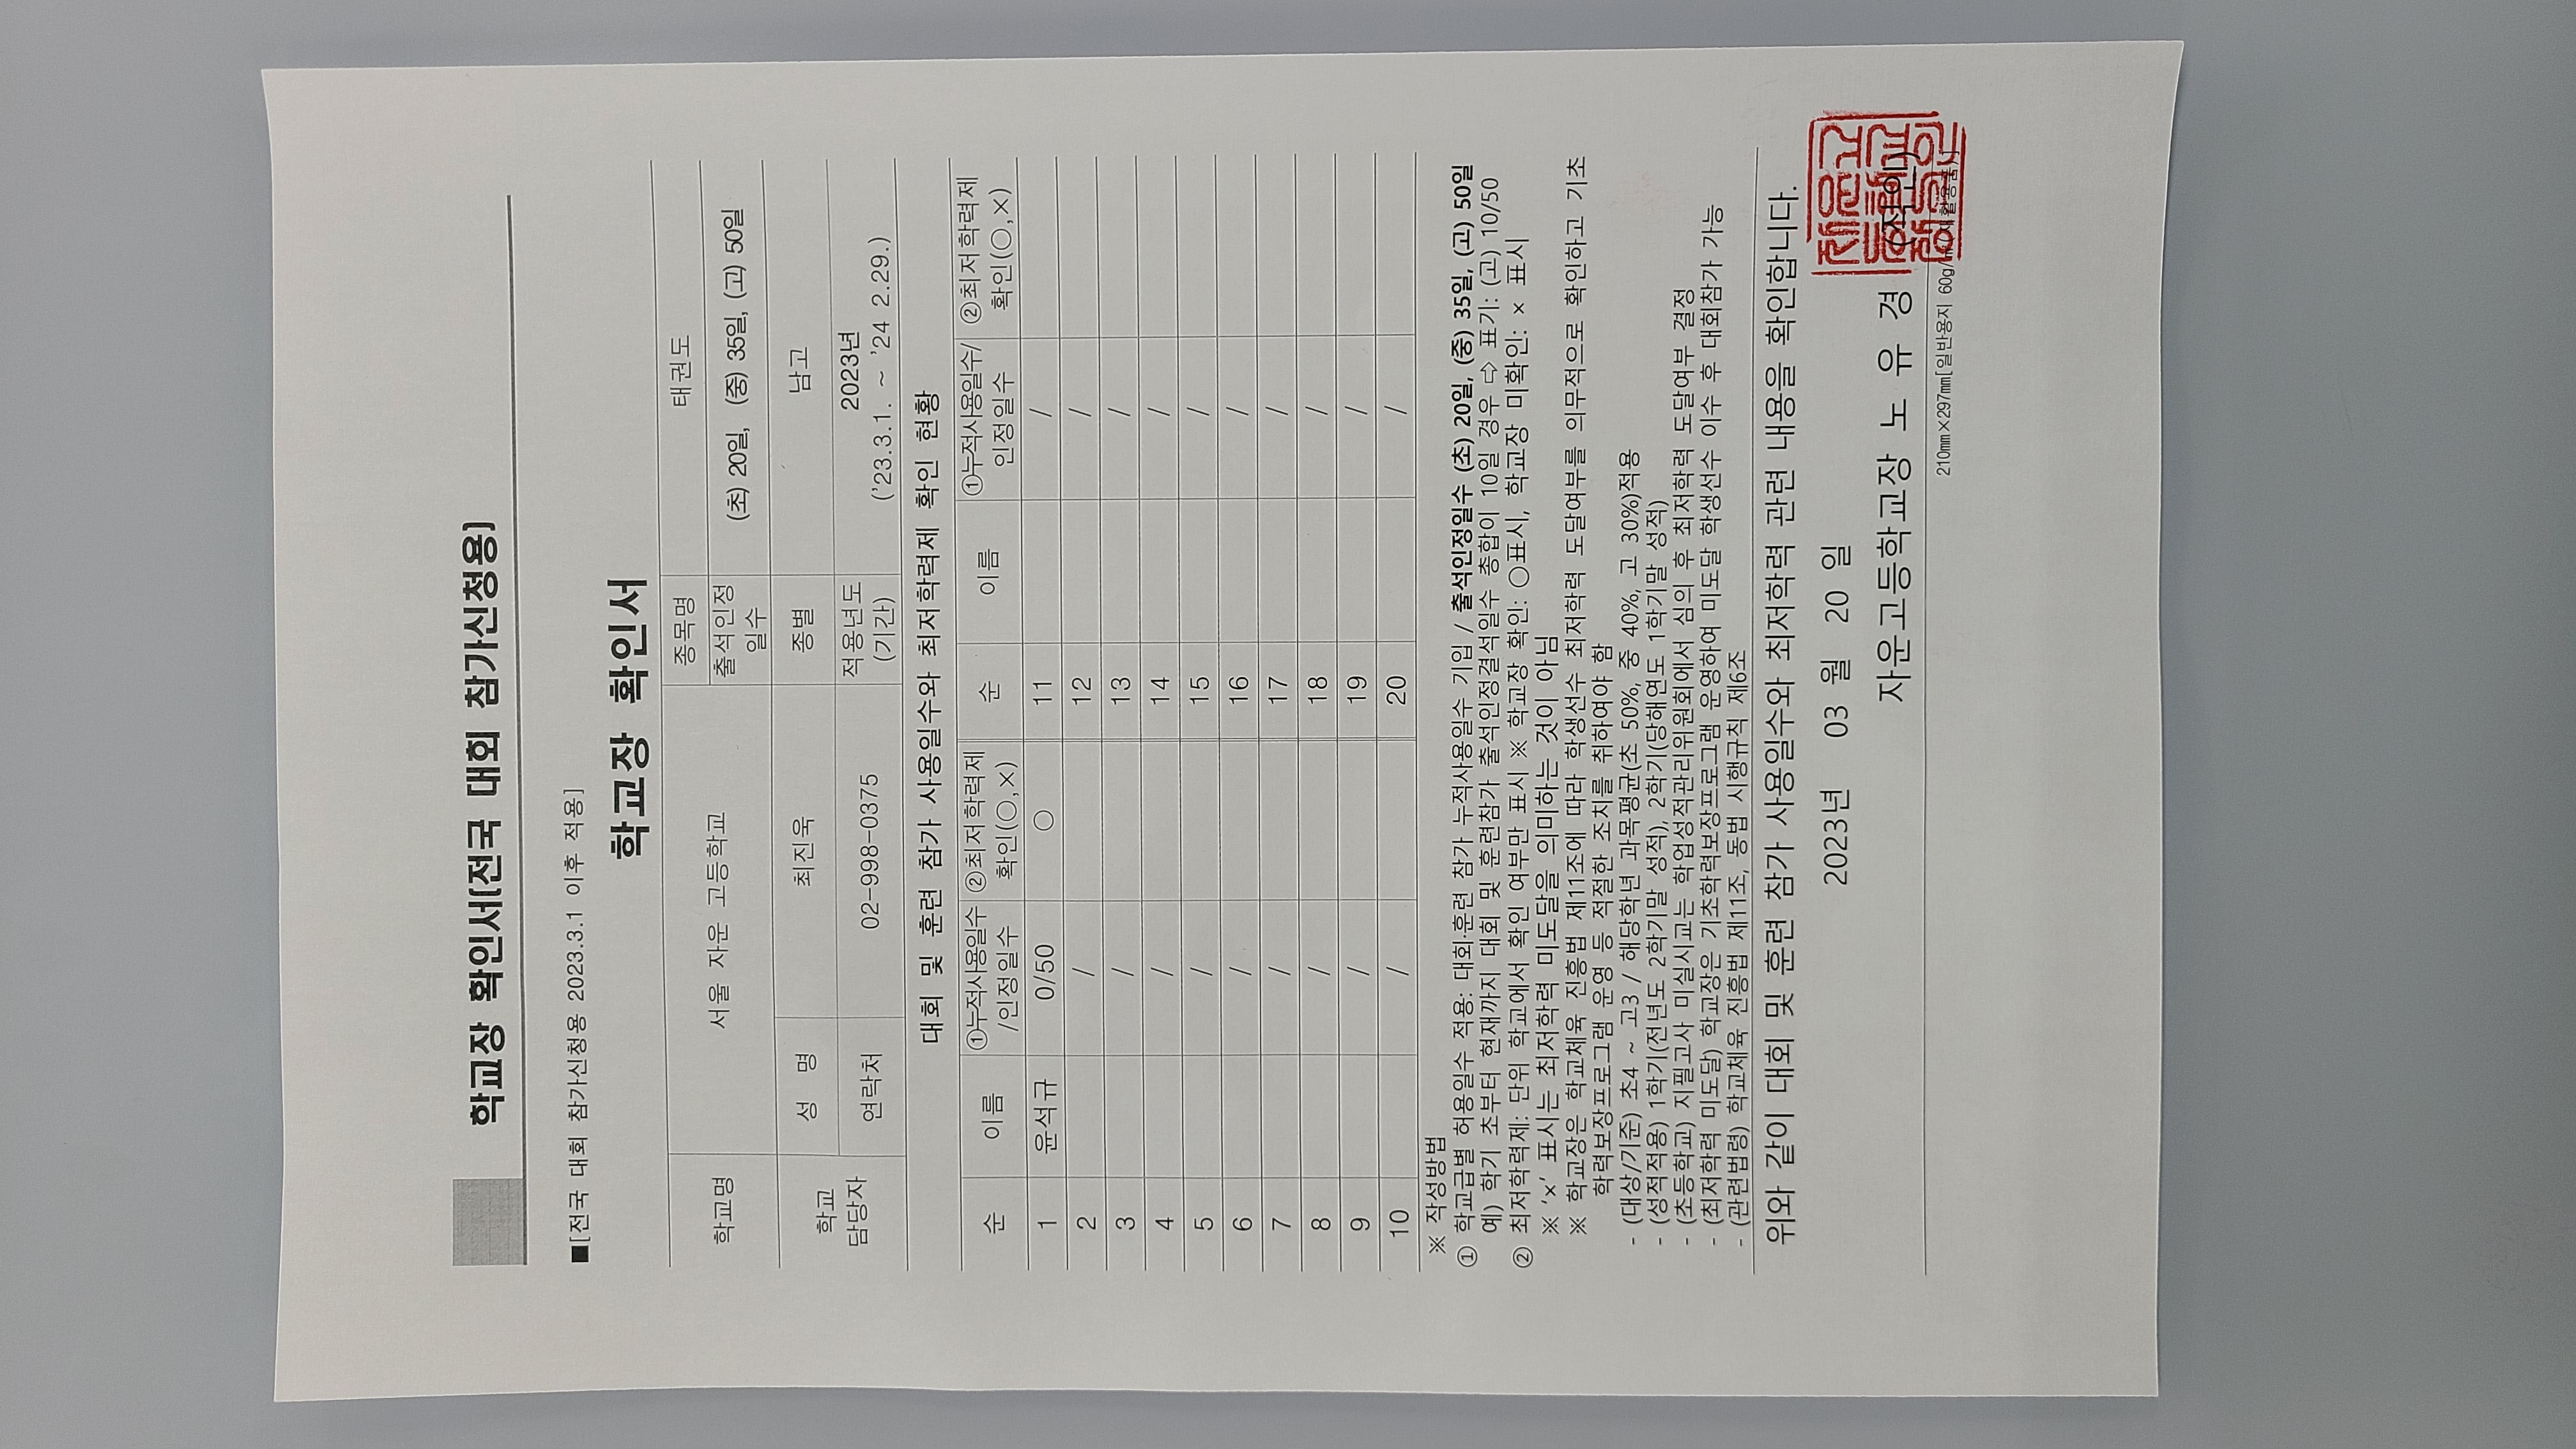 학교장 확인서[전국 대회 참가신청용]
■[전국 대회 참가신청용 2023.3.1 이후 적용]
학교장 확인서
학교명 서울 자운 고등학교 종목명 태권도
출석인정일수 (초) 20일, (중) 35일, (고) 50일
학교 담당자 성 명 최진욱 종별 남고
연락처 02-998-0375 적용년도(기간) 2023년 ('23.3.1. ~ '24 2.29.)
대회 및 훈련 참가 사용일수와 최저학력제 확인 현황
순 이름 ①누적사용일수/인정일수 ②최저학력제 확인(○,×) 순 이름 ①누적사용일수/인정일수 ②최저학력제 확인(○,×)
1 윤석규 0/50 ○ 11 /
2 / 12 /
3 / 13 /
4 / 14 /
5 / 15 /
6 / 16 /
7 / 17 /
8 / 18 /
9 / 19 /
10 / 20 /
※ 작성방법
① 학교급별 허용일수 적용: 대회·훈련 참가 누적사용일수 기입 / 출석인정일수 (초) 20일, (중) 35일, (고) 50일
예) 학기 초부터 현재까지 대회 및 훈련참가 출석인정결석일수 총합이 10일 경우 ⇨ 표기: (고) 10/50
② 최저학력제: 단위 학교에서 확인 여부만 표시 ※ 학교장 확인: ○표시, 학교장 미확인: × 표시
※ '×' 표시는 최저학력 미도달을 의미하는 것이 아님
※ 학교장은 학교체육 진흥법 제11조에 따라 학생선수 최저학력 도달여부를 의무적으로 확인하고 기초
학력보장프로그램 운영 등 적절한 조치를 취하여야 함
- (대상/기준) 초4 ~ 고3 / 해당학년 과목평균(초 50%, 중 40%, 고 30%)적용
- (성적적용) 1학기(전년도 2학기말 성적), 2학기(당해연도 1학기말 성적)
- (초등학교) 지필고사 미실시교는 학업성적관리위원회에서 심의 후 최저학력 도달여부 결정
- (최저학력 미도달) 학교장은 기초학력보장프로그램 운영하여 미도달 학생선수 이수 후 대회참가 가능
- (관련법령) 학교체육 진흥법 제11조, 동법 시행규칙 제6조
위와 같이 대회 및 훈련 참가 사용일수와 최저학력 관련 내용을 확인합니다.
2023년 03 월 20 일
자운고등학교장 노 유 경 (직인)
210㎜×297㎜[일반용지 60g/㎡(재활용품)]